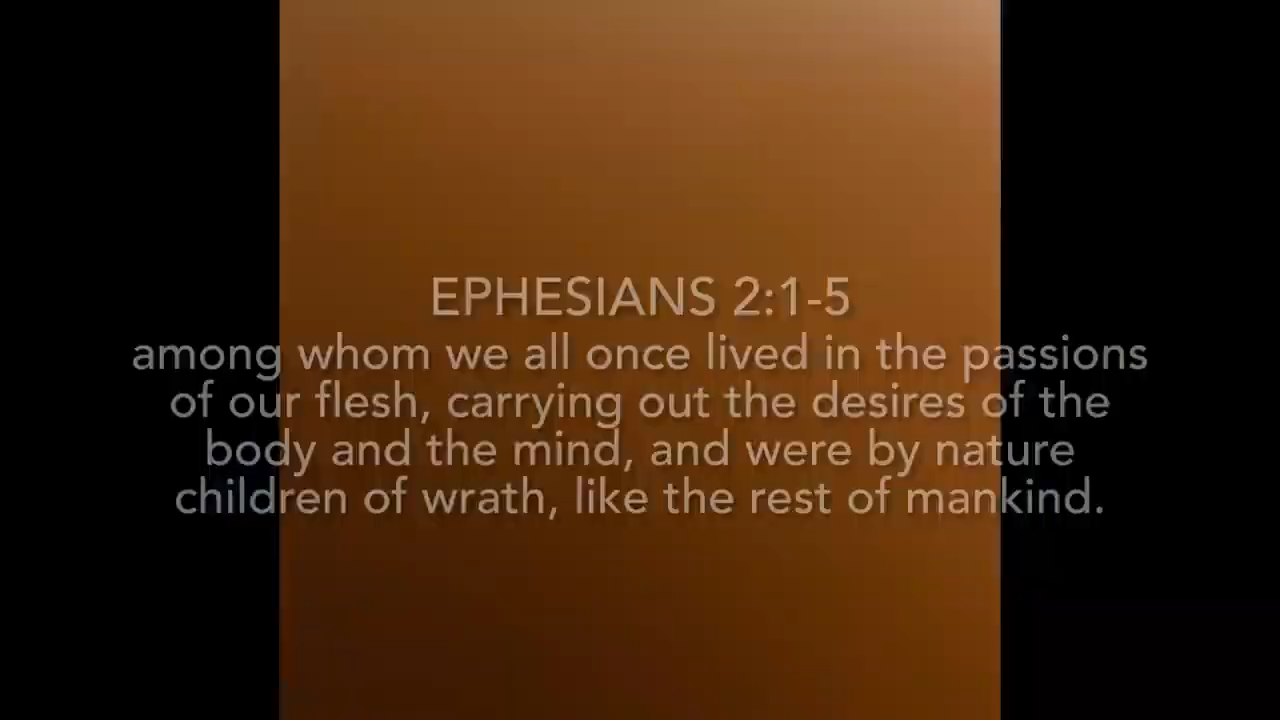 EPHESIANS 2:1-5
among whom we all once lived in the passions
of our flesh, carrying out the desires of the
body and the mind, and were by nature
children of wrath, like the rest of mankind.